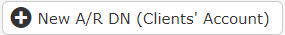 New A/R DN (Clients' Account)